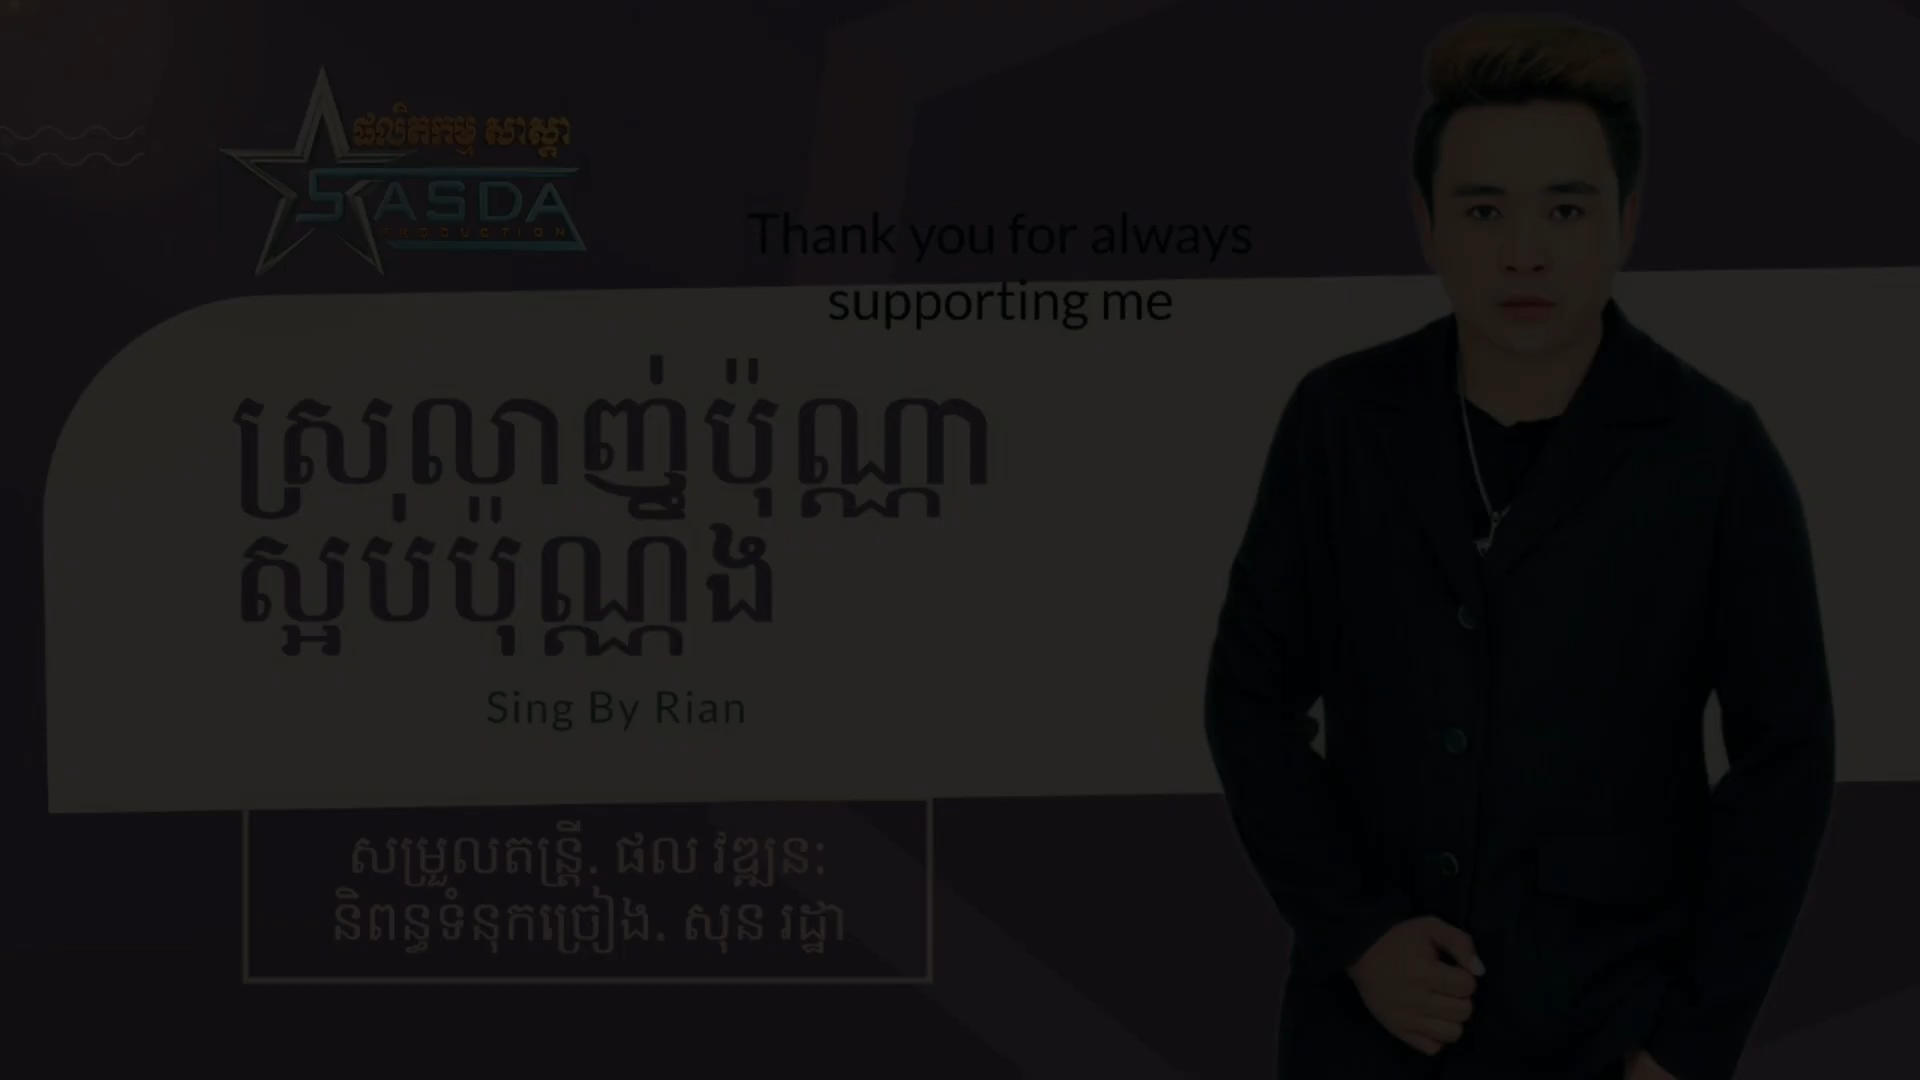 ផលិតកម្ម សាស្តា
SASDA
PRODUCTION
Thank you for always
supporting me
ស្រលាញ់ប៉ុណ្ណា
ស្អប់ប៉ុណ្ណឹង
Sing By Rian
សម្រួលតន្ត្រី. ផល វឌ្ឍនៈ
និពន្ធទំនុកច្រៀង. សុន រដ្ឋា